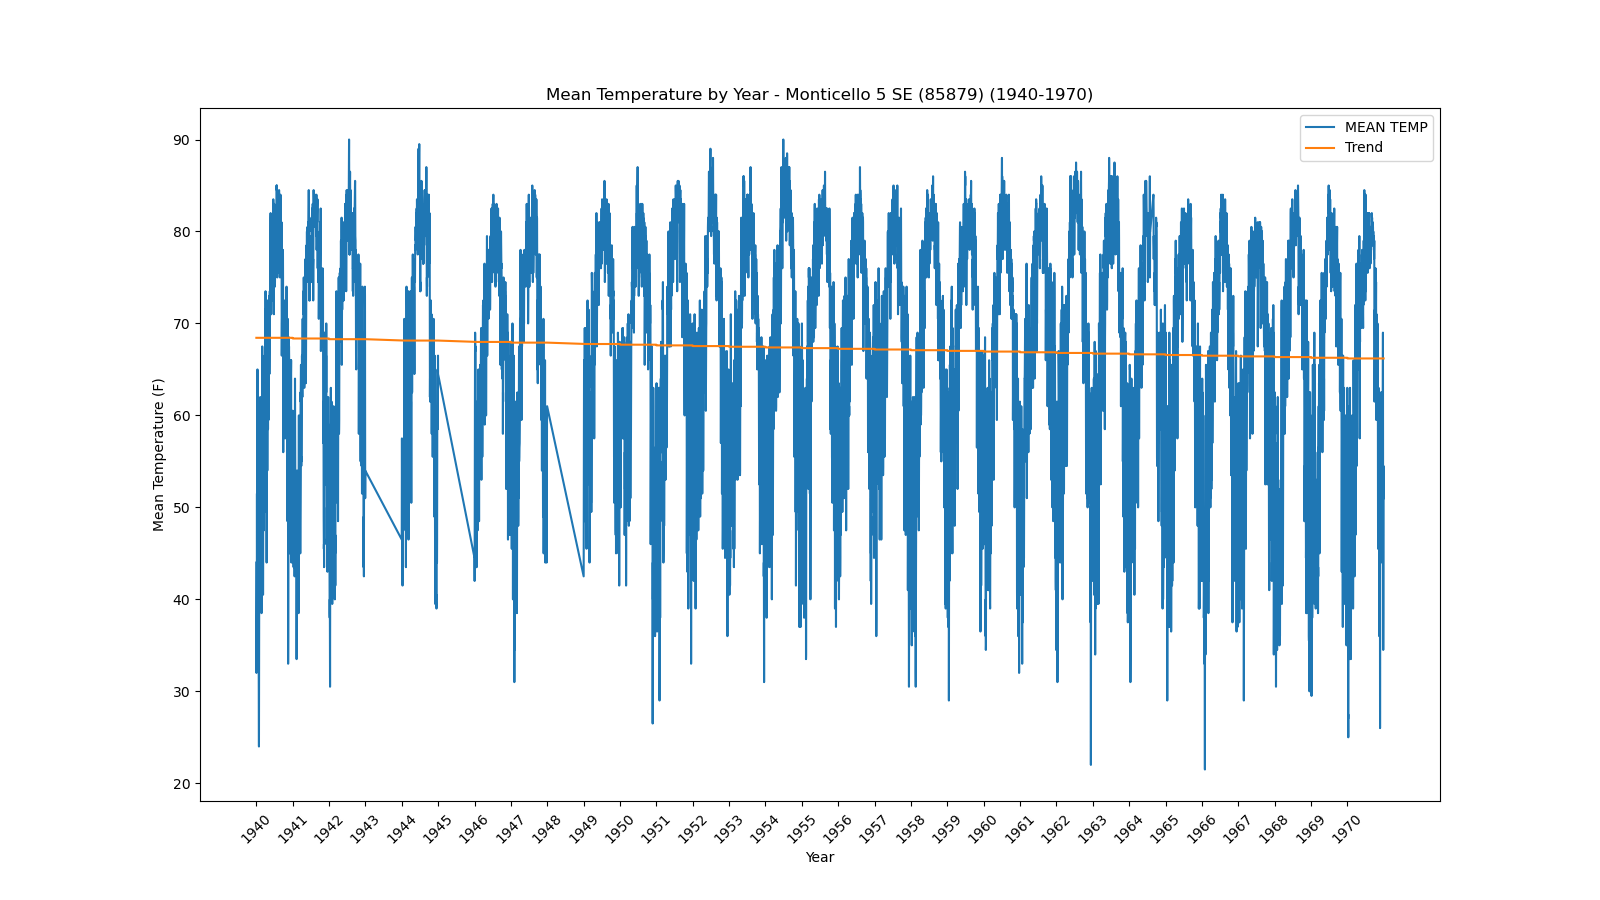 Mean Temperature by Year - Monticello 5 SE (85879) (1940-1970)
MEAN TEMP
Trend
90
80
70
60
50
40
30
20
Mean Temperature (F)
1940 1941 1942 1943 1944 1945 1946 1947 1948 1949 1950 1951 1952 1953 1954 1955 1956 1957 1958 1959 1960 1961 1962 1963 1964 1965 1966 1967 1968 1969 1970
Year